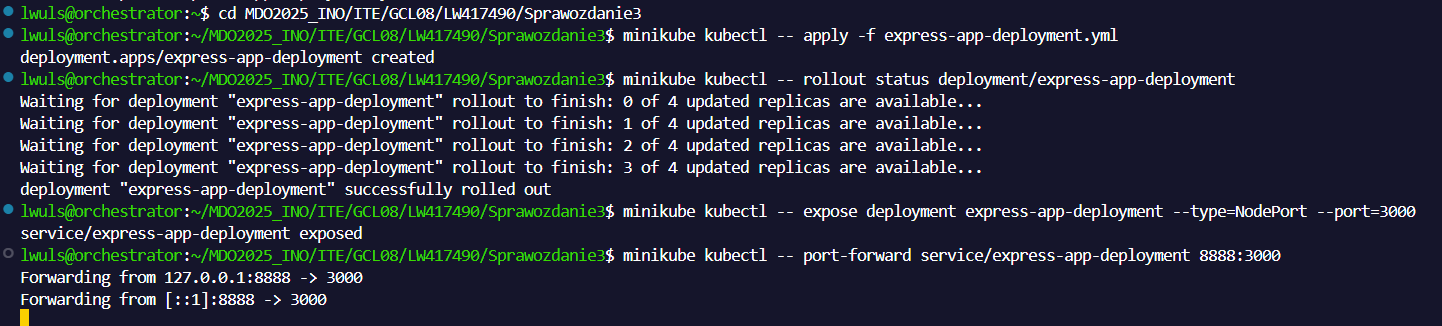 lwuls@orchestrator:~$ cd MDO2025_INO/ITE/GCL08/LW417490/Sprawozdanie3
lwuls@orchestrator:~/MDO2025_INO/ITE/GCL08/LW417490/Sprawozdanie3$ minikube kubectl -- apply -f express-app-deployment.yml
deployment.apps/express-app-deployment created
lwuls@orchestrator:~/MDO2025_INO/ITE/GCL08/LW417490/Sprawozdanie3$ minikube kubectl -- rollout status deployment/express-app-deployment
Waiting for deployment "express-app-deployment" rollout to finish: 0 of 4 updated replicas are available...
Waiting for deployment "express-app-deployment" rollout to finish: 1 of 4 updated replicas are available...
Waiting for deployment "express-app-deployment" rollout to finish: 2 of 4 updated replicas are available...
Waiting for deployment "express-app-deployment" rollout to finish: 3 of 4 updated replicas are available...
deployment "express-app-deployment" successfully rolled out
lwuls@orchestrator:~/MDO2025_INO/ITE/GCL08/LW417490/Sprawozdanie3$ minikube kubectl -- expose deployment express-app-deployment --type=NodePort --port=3000
service/express-app-deployment exposed
lwuls@orchestrator:~/MDO2025_INO/ITE/GCL08/LW417490/Sprawozdanie3$ minikube kubectl -- port-forward service/express-app-deployment 8888:3000
Forwarding from 127.0.0.1:8888 -> 3000
Forwarding from [::1]:8888 -> 3000